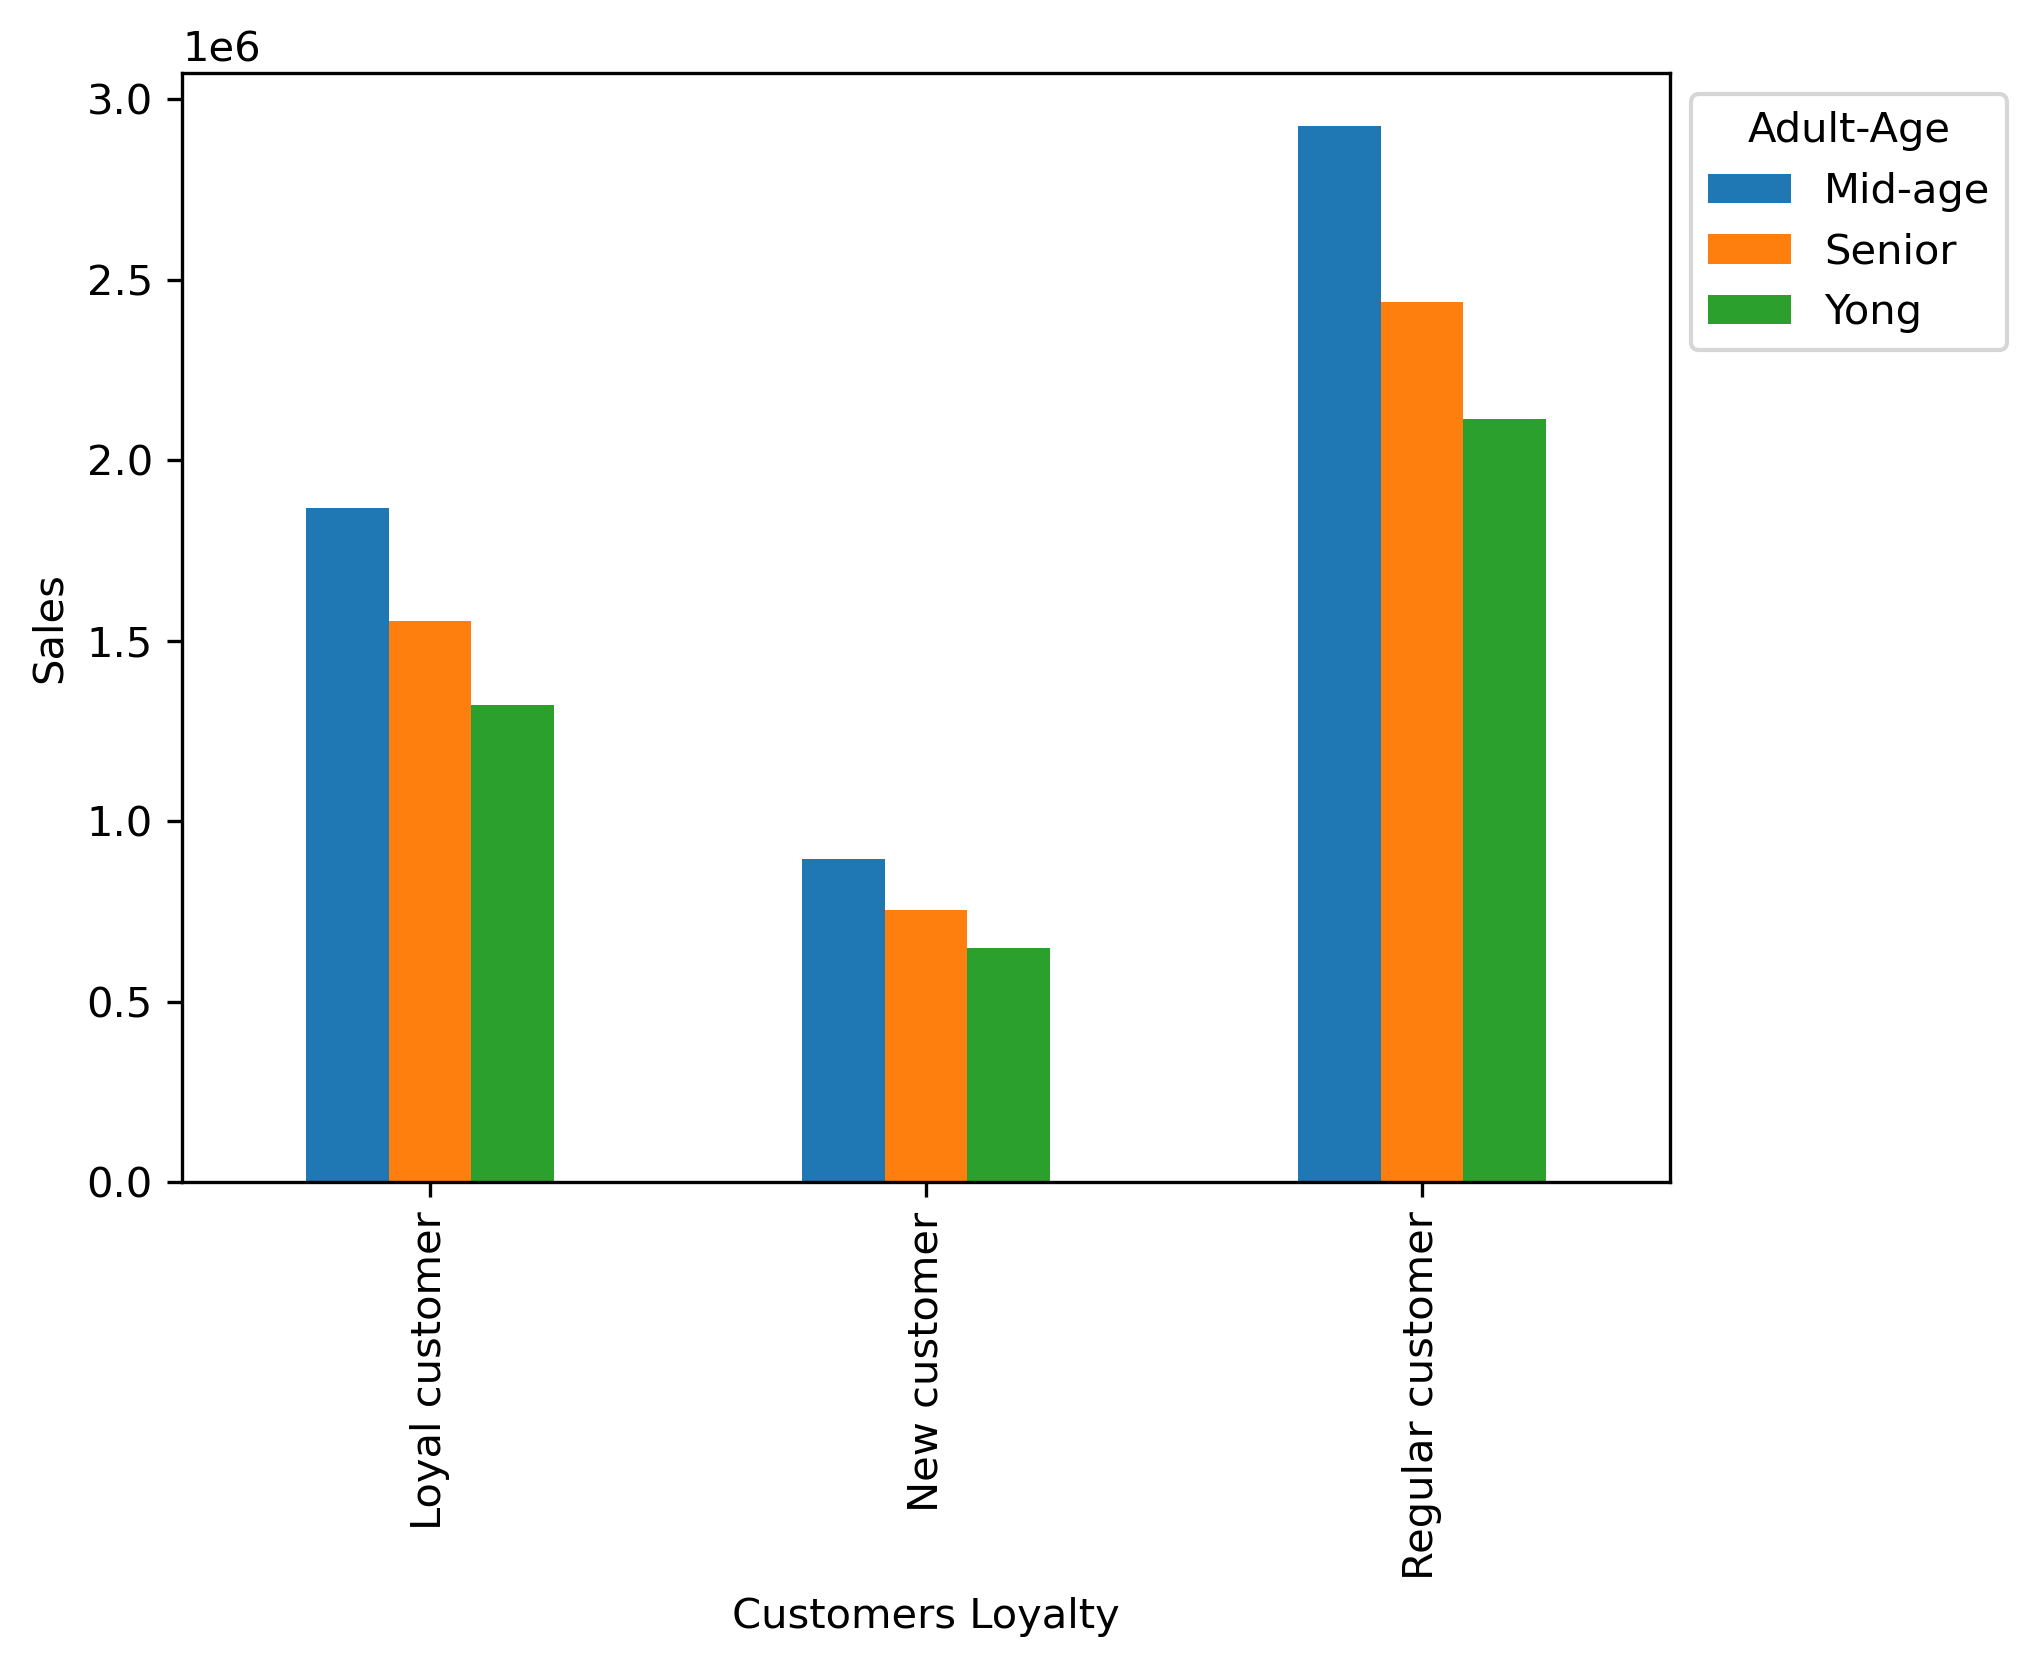 1e6
3.0
2.5
2.0
1.5
1.0
0.5
0.0
Sales
Loyal customer
New customer
Regular customer
Customers Loyalty
Adult-Age
Mid-age
Senior
Yong